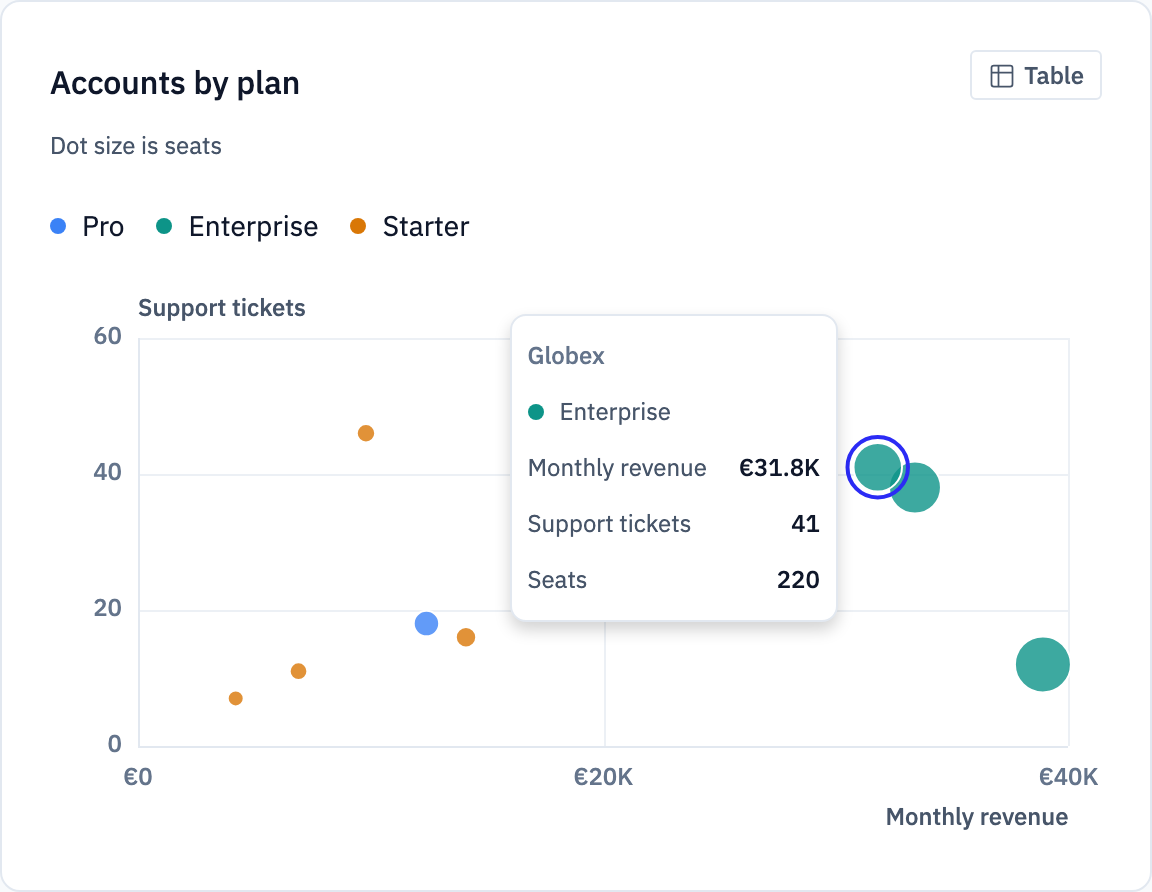 Accounts by plan
Table
Dot size is seats
Pro
Enterprise
Starter
Support tickets
60
40
20
0
Globex
Enterprise
Monthly revenue €31.8K
Support tickets 41
Seats 220
€0
€20K
€40K
Monthly revenue